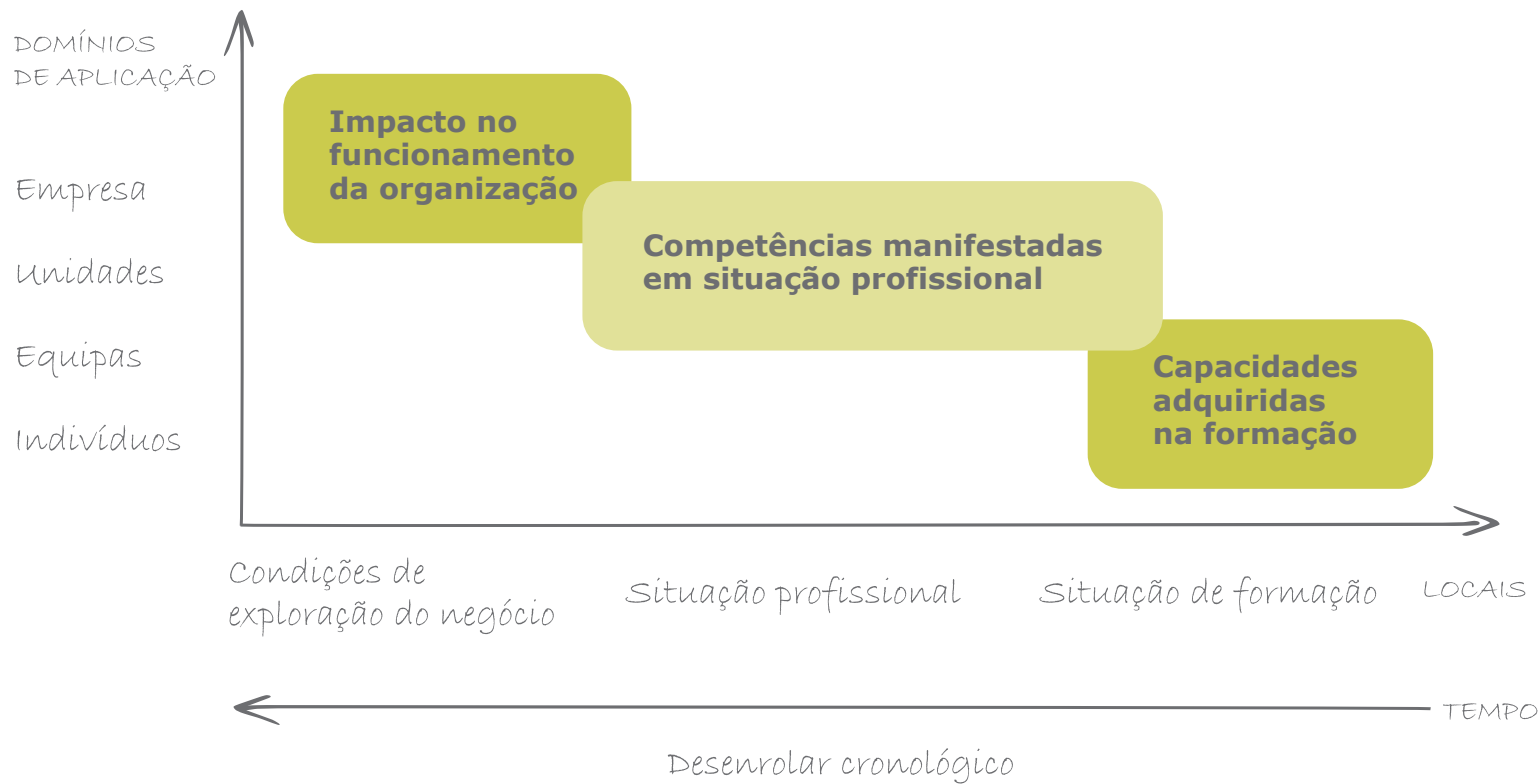 DOMÍNIOS
DE APLICAÇÃO
Impacto no
funcionamento
da organização
Empresa
Competências manifestadas
em situação profissional
Unidades
Equipas
Capacidades
adquiridas
na formação
Indivíduos
Condições de
exploração do negócio
Situação profissional
Situação de formação
LOCAIS
TEMPO
Desenrolar cronológico